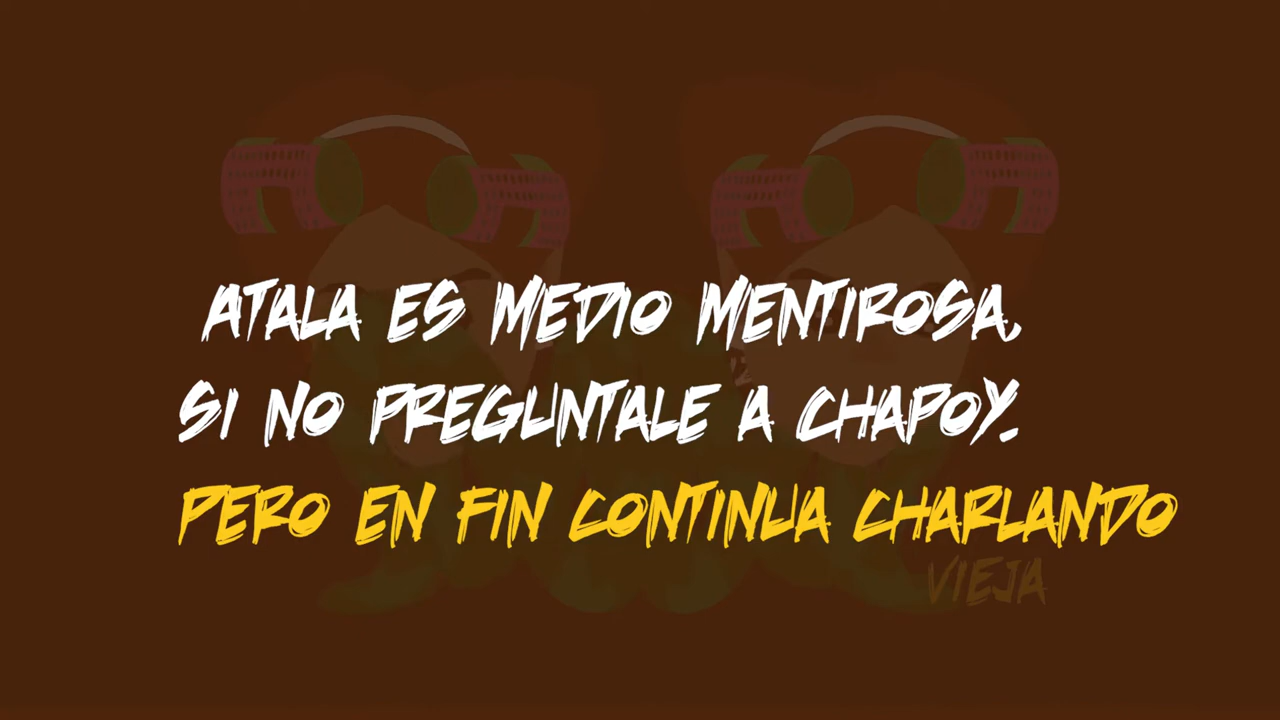 ATALA ES MEDIO MENTIROSA,
SI NO PREGUNTALE A CHAPOY.
PERO EN FIN CONTINUA CHARLANDO
VIEJA